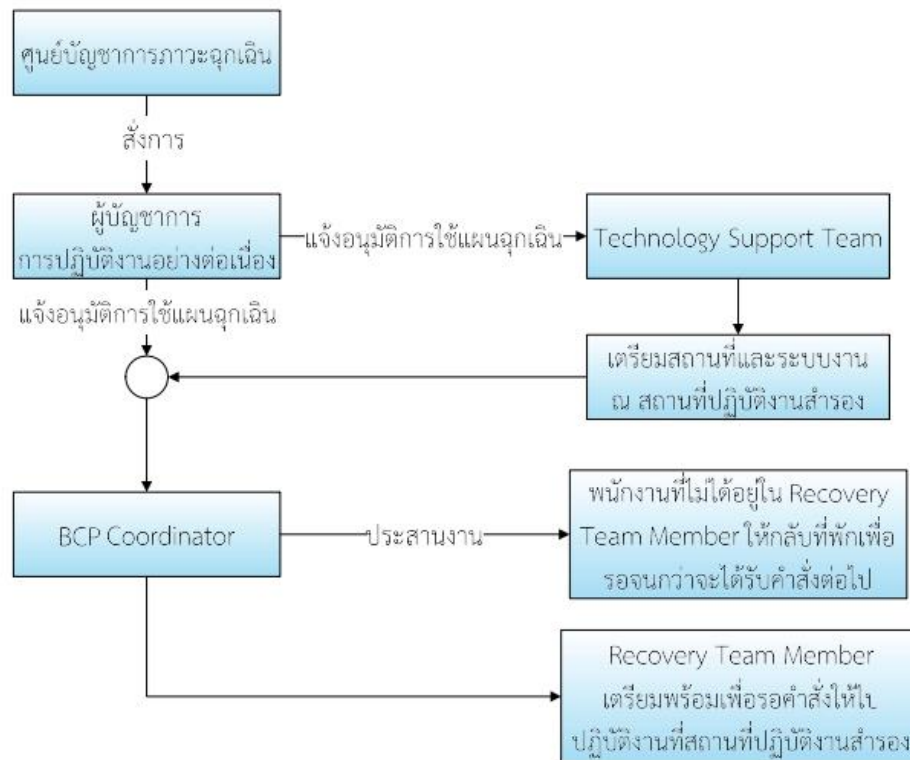 ศูนย์บัญชาการภาวะฉุกเฉิน
สั่งการ
ผู้บัญชาการ
การปฏิบัติงานอย่างต่อเนื่อง
แจ้งอนุมัติการใช้แผนฉุกเฉิน
Technology Support Team
แจ้งอนุมัติการใช้แผนฉุกเฉิน
เตรียมสถานที่และระบบงาน
ณ สถานที่ปฏิบัติงานสำรอง
BCP Coordinator
ประสานงาน
พนักงานที่ไม่ได้อยู่ใน Recovery
Team Member ให้กลับที่พักเพื่อ
รอจนกว่าจะได้รับคำสั่งต่อไป
Recovery Team Member
เตรียมพร้อมเพื่อรอคำสั่งให้ไป
ปฏิบัติงานที่สถานที่ปฏิบัติงานสำรอง